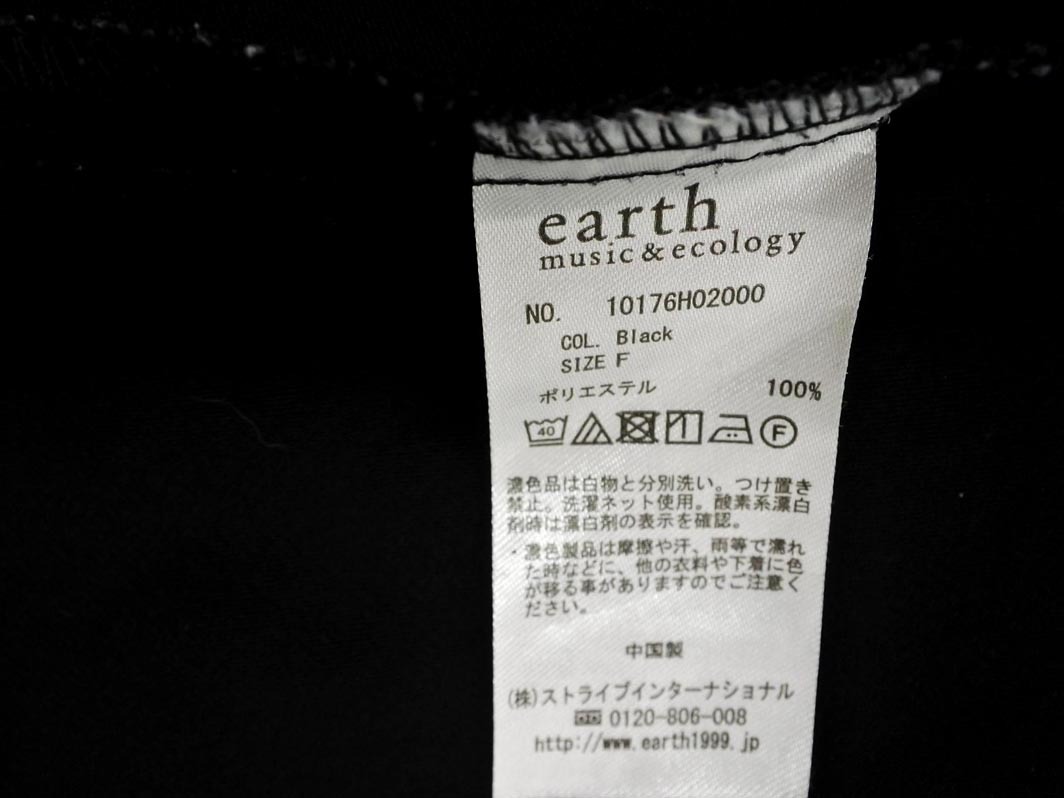 earth
music&ecology
NO. 10176H02000
COL. Black
SIZE F
ポリエステル 100%
40 F
濃色品は白物と分別洗い。つけ置き
禁止。洗濯ネット使用。酸素系漂白
剤時は漂白剤の表示を確認。
・濃色製品は摩擦や汗、雨等で濡れ
た時などに、他の衣料や下着に色
が移る事がありますのでご注意く
ださい。
中国製
(株)ストライプインターナショナル
0120-806-008
http://www.earth1999.jp